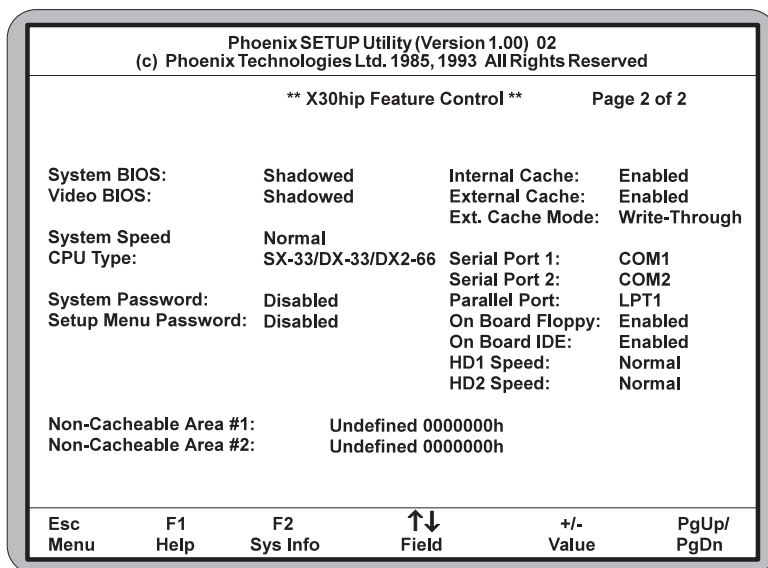 Phoenix SETUP Utility (Version 1.00) 02
(c) Phoenix Technologies Ltd. 1985, 1993 All Rights Reserved
** X30hip Feature Control ** Page 2 of 2
System BIOS: Shadowed Internal Cache: Enabled
Video BIOS: Shadowed External Cache: Enabled
Ext. Cache Mode: Write-Through
System Speed Normal
CPU Type: SX-33/DX-33/DX2-66 Serial Port 1: COM1
Serial Port 2: COM2
System Password: Disabled Parallel Port: LPT1
Setup Menu Password: Disabled On Board Floppy: Enabled
On Board IDE: Enabled
HD1 Speed: Normal
HD2 Speed: Normal
Non-Cacheable Area #1: Undefined 0000000h
Non-Cacheable Area #2: Undefined 0000000h
Esc F1 F2 ↑↓ +/- PgUp/
Menu Help Sys Info Field Value PgDn